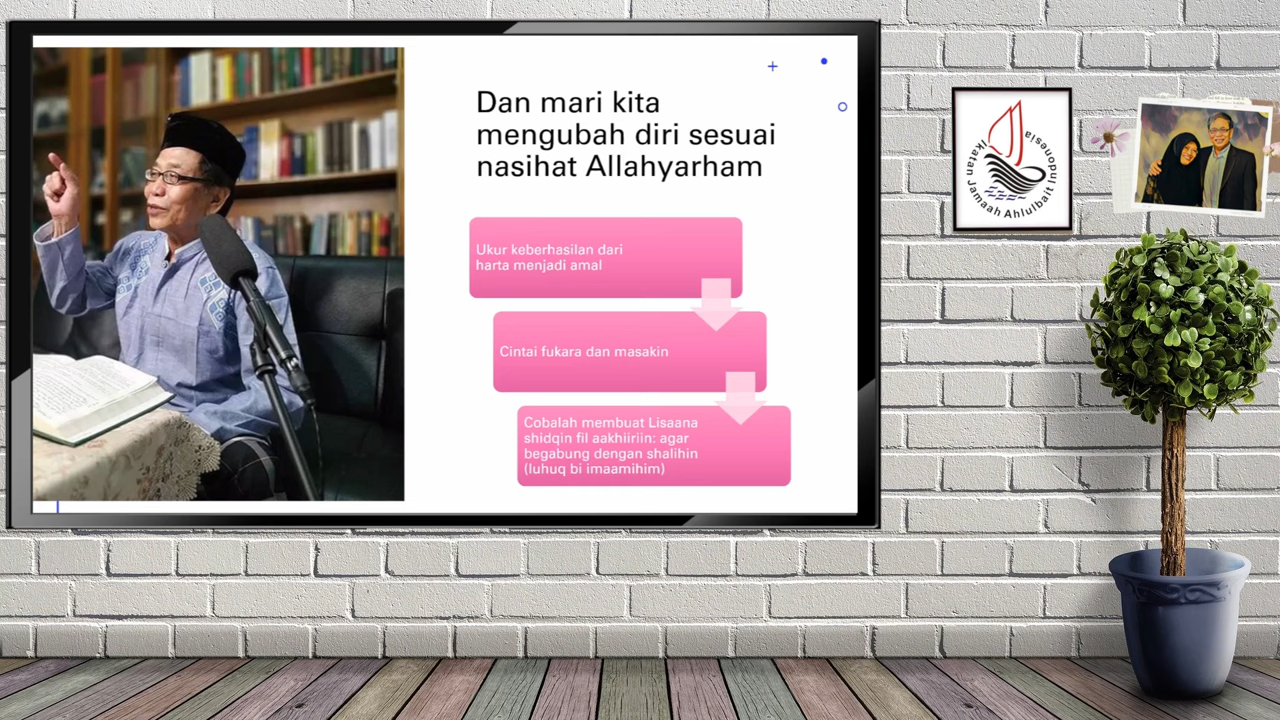 Dan mari kita
mengubah diri sesuai
nasihat Allahyarham
Ukur keberhasilan dari
harta menjadi amal
Cintai fukara dan masakin
Cobalah membuat Lisaana
shidqin fil aakhiiriin: agar
begabung dengan shalihin
(luhuq bi imaamihim)
Ikatan Jamaah Ahlulbait Indonesia